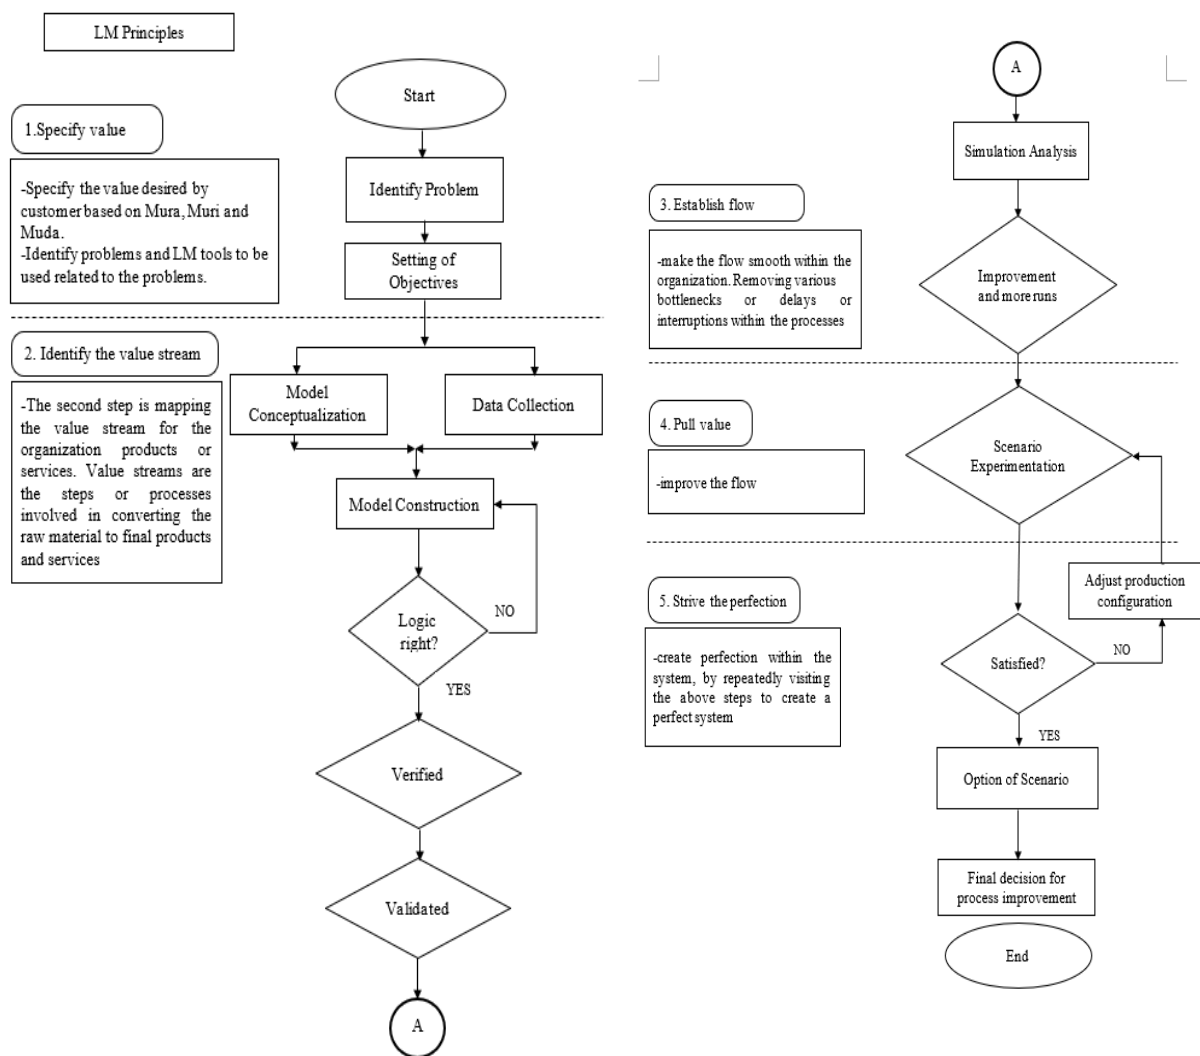 LM Principles
Start
1.Specify value
-Specify the value desired by
customer based on Mura, Muri and
Muda.
-Identify problems and LM tools to be
used related to the problems.
Identify Problem
Setting of
Objectives
2. Identify the value stream
-The second step is mapping
the value stream for the
organization products or
services. Value streams are
the steps or processes
involved in converting the
raw material to final products
and services
Model
Conceptualization
Data Collection
Model Construction
Logic
right?
NO
YES
Verified
Validated
A
A
Simulation Analysis
3. Establish flow
-make the flow smooth within the
organization. Removing various
bottlenecks or delays or
interruptions within the processes
Improvement
and more runs
4. Pull value
-improve the flow
Scenario
Experimentation
5. Strive the perfection
-create perfection within the
system, by repeatedly visiting
the above steps to create a
perfect system
Adjust production
configuration
Satisfied?
NO
YES
Option of Scenario
Final decision for
process improvement
End